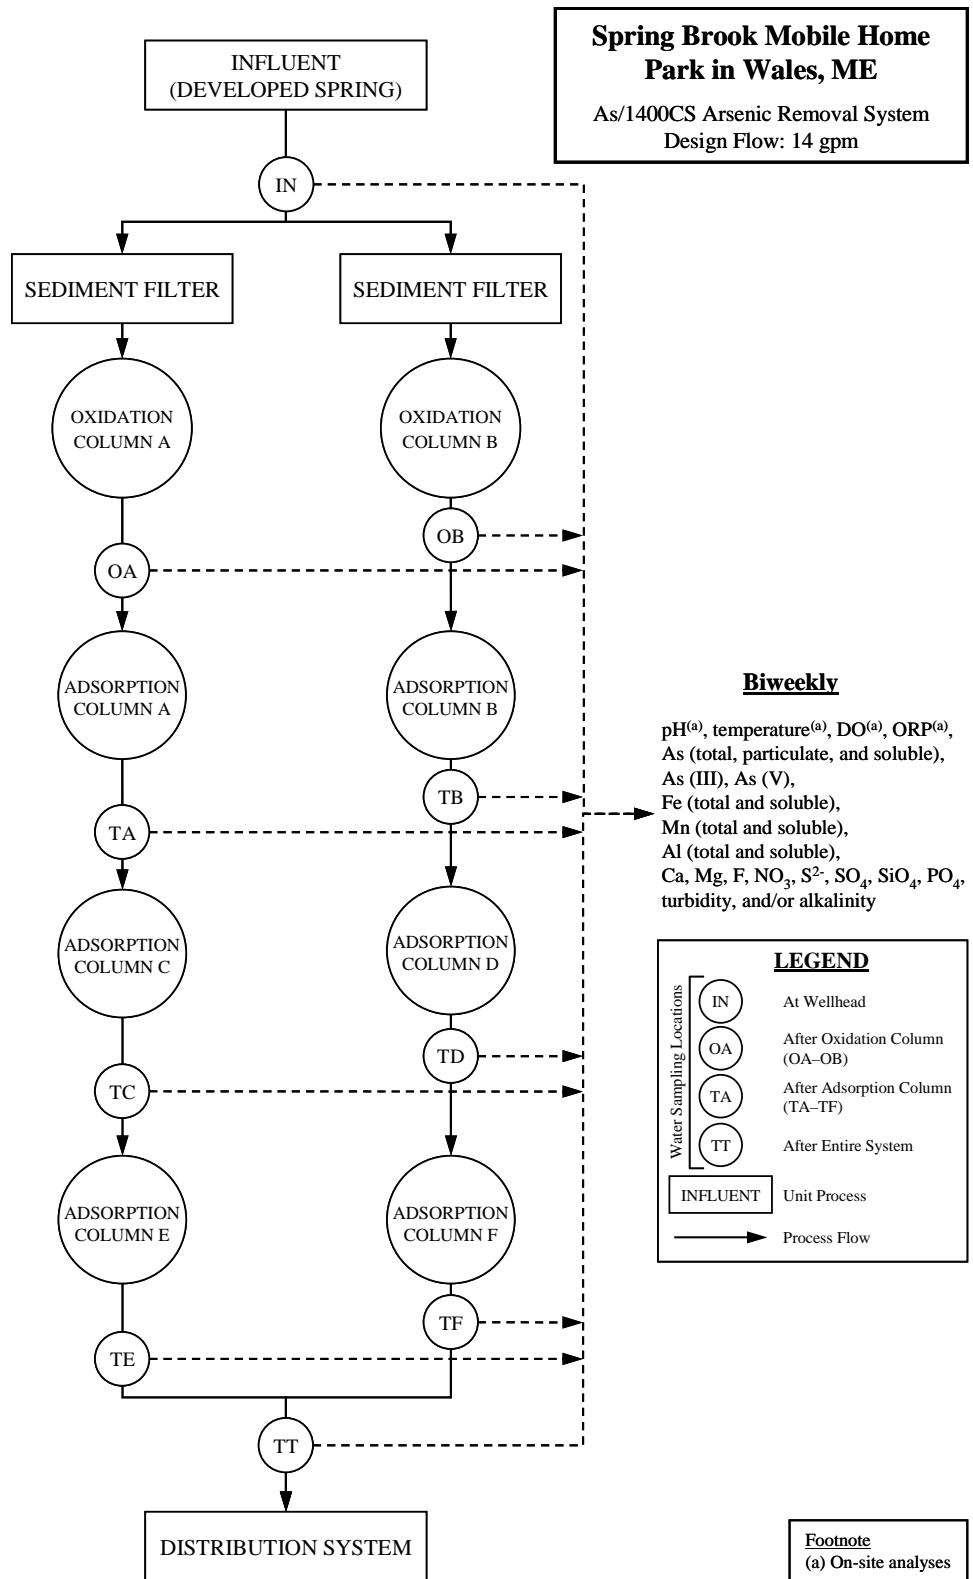 Spring Brook Mobile Home
Park in Wales, ME
As/1400CS Arsenic Removal System
Design Flow: 14 gpm
INFLUENT
(DEVELOPED SPRING)
IN
SEDIMENT FILTER
SEDIMENT FILTER
OXIDATION
COLUMN A
OXIDATION
COLUMN B
OB
OA
ADSORPTION
COLUMN A
ADSORPTION
COLUMN B
TB
TA
ADSORPTION
COLUMN C
ADSORPTION
COLUMN D
TD
TC
ADSORPTION
COLUMN E
ADSORPTION
COLUMN F
TF
TE
TT
DISTRIBUTION SYSTEM
Biweekly
pH(a), temperature(a), DO(a), ORP(a),
As (total, particulate, and soluble),
As (III), As (V),
Fe (total and soluble),
Mn (total and soluble),
Al (total and soluble),
Ca, Mg, F, NO3, S2-, SO4, SiO4, PO4,
turbidity, and/or alkalinity
LEGEND
Water Sampling Locations
IN At Wellhead
OA After Oxidation Column
(OA–OB)
TA After Adsorption Column
(TA–TF)
TT After Entire System
INFLUENT Unit Process
Process Flow
Footnote
(a) On-site analyses